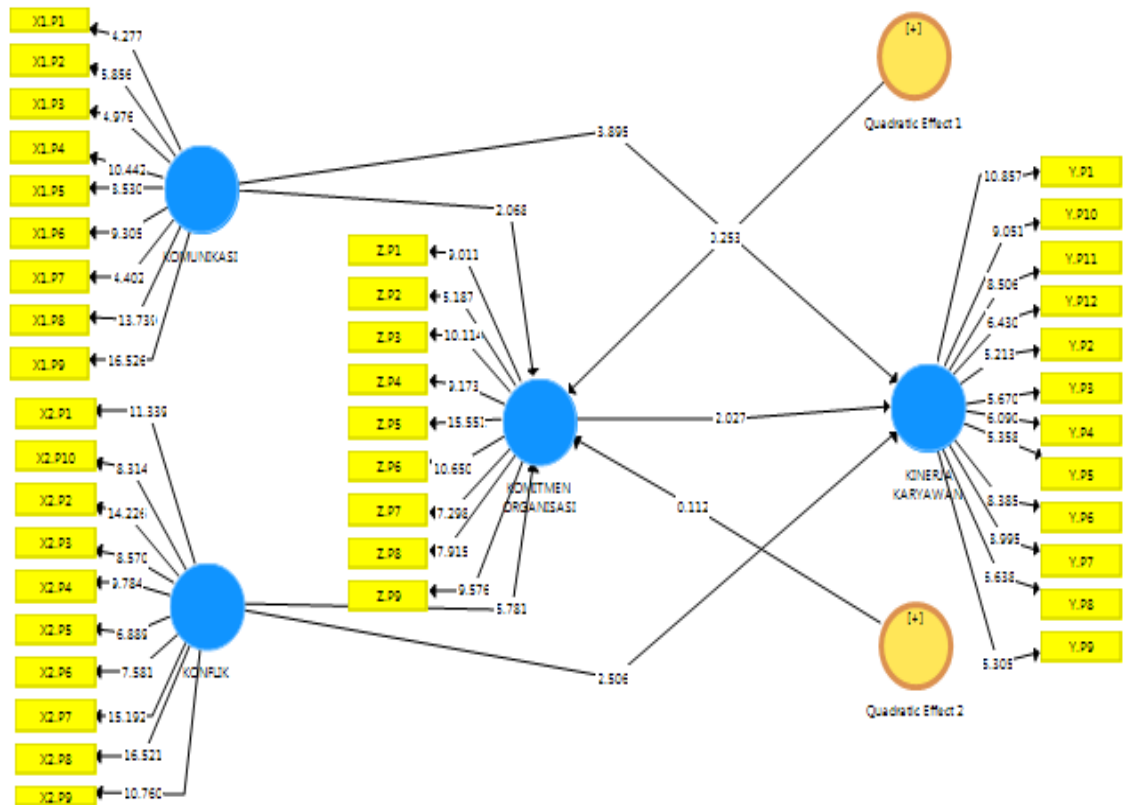 X1.P1
4.277
X1.P2
5.856
X1.P3
4.976
X1.P4
10.442
X1.P5
3.530
X1.P6
9.305
X1.P7
4.402
X1.P8
13.739
X1.P9
16.526
KOMUNIKASI
3.895
2.068
[+]
Quadratic Effect 1
0.253
Z.P1
9.011
Z.P2
5.187
Z.P3
10.114
Z.P4
9.173
Z.P5
15.551
Z.P6
10.650
Z.P7
7.298
Z.P8
7.915
Z.P9
9.576
KOMITMEN
ORGANISASI
2.027
0.112
5.781
2.506
X2.P1
11.339
X2.P10
8.314
X2.P2
14.226
X2.P3
8.570
X2.P4
9.784
X2.P5
6.889
X2.P6
7.581
X2.P7
15.192
X2.P8
16.521
X2.P9
10.760
KONFLIK
[+]
Quadratic Effect 2
KINERJA
KARYAWAN
Y.P1
10.857
Y.P10
9.051
Y.P11
8.506
Y.P12
6.430
Y.P2
5.213
Y.P3
5.670
Y.P4
6.090
Y.P5
5.358
Y.P6
8.385
Y.P7
3.995
Y.P8
5.638
Y.P9
5.305